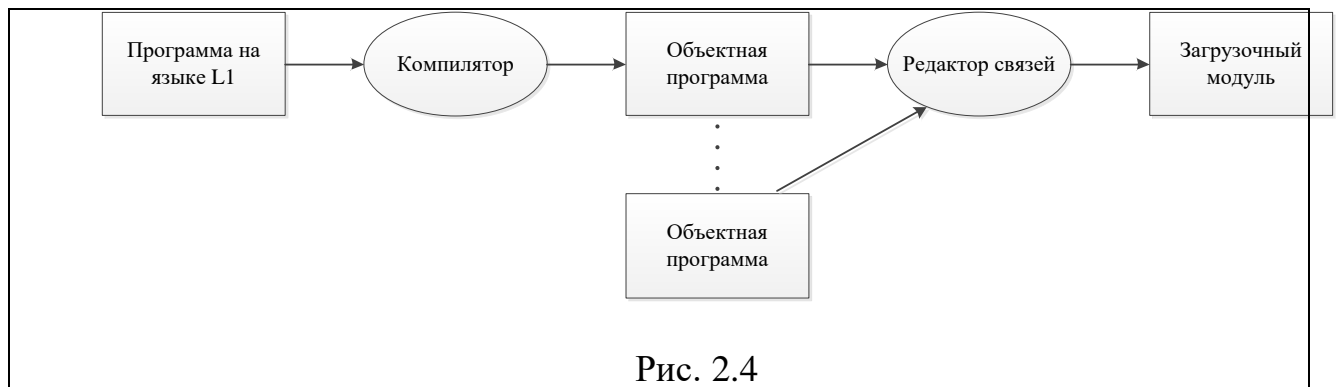 Программа на
языке L1
Компилятор
Объектная
программа
Редактор связей
Загрузочный
модуль
Объектная
программа
Рис. 2.4